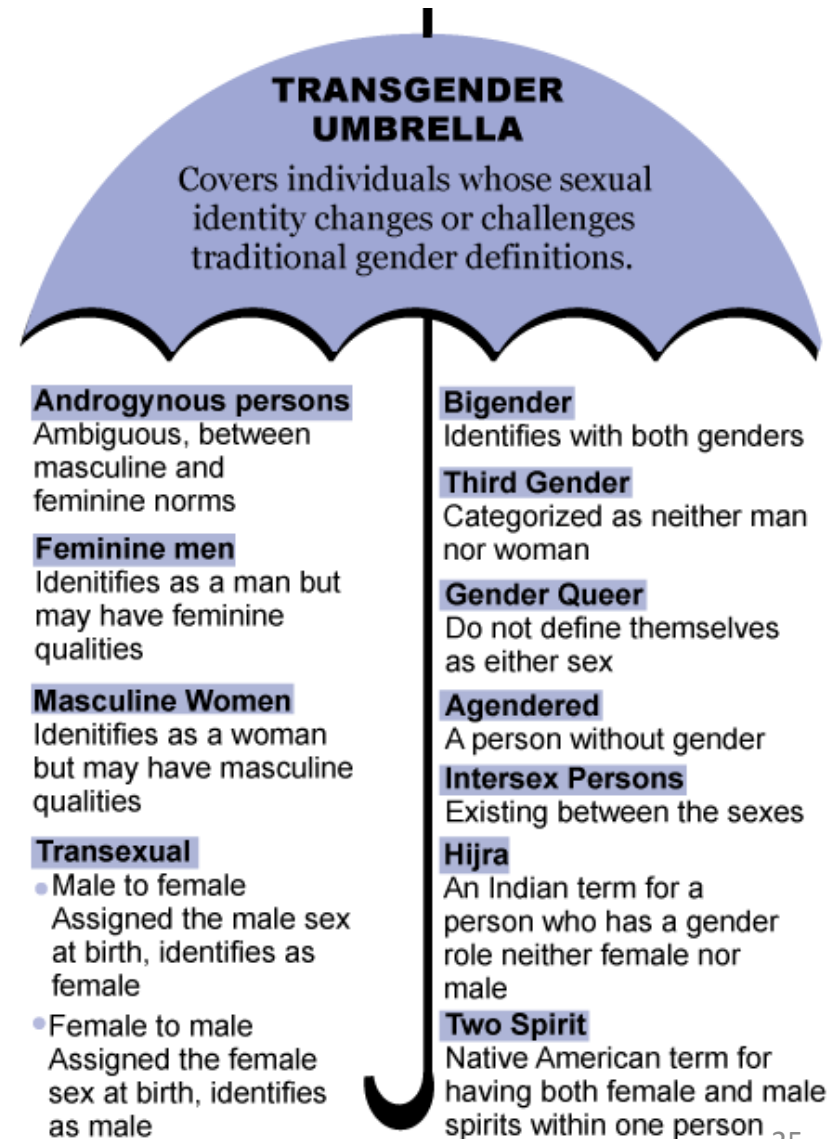 TRANSGENDER
UMBRELLA
Covers individuals whose sexual
identity changes or challenges
traditional gender definitions.
Androgynous persons
Ambiguous, between
masculine and
feminine norms
Feminine men
Idenitifies as a man but
may have feminine
qualities
Masculine Women
Idenitifies as a woman
but may have masculine
qualities
Transexual
Male to female
Assigned the male sex
at birth, identifies as
female
Female to male
Assigned the female
sex at birth, identifies
as male
Bigender
Identifies with both genders
Third Gender
Categorized as neither man
nor woman
Gender Queer
Do not define themselves
as either sex
Agendered
A person without gender
Intersex Persons
Existing between the sexes
Hijra
An Indian term for a
person who has a gender
role neither female nor
male
Two Spirit
Native American term for
having both female and male
spirits within one person